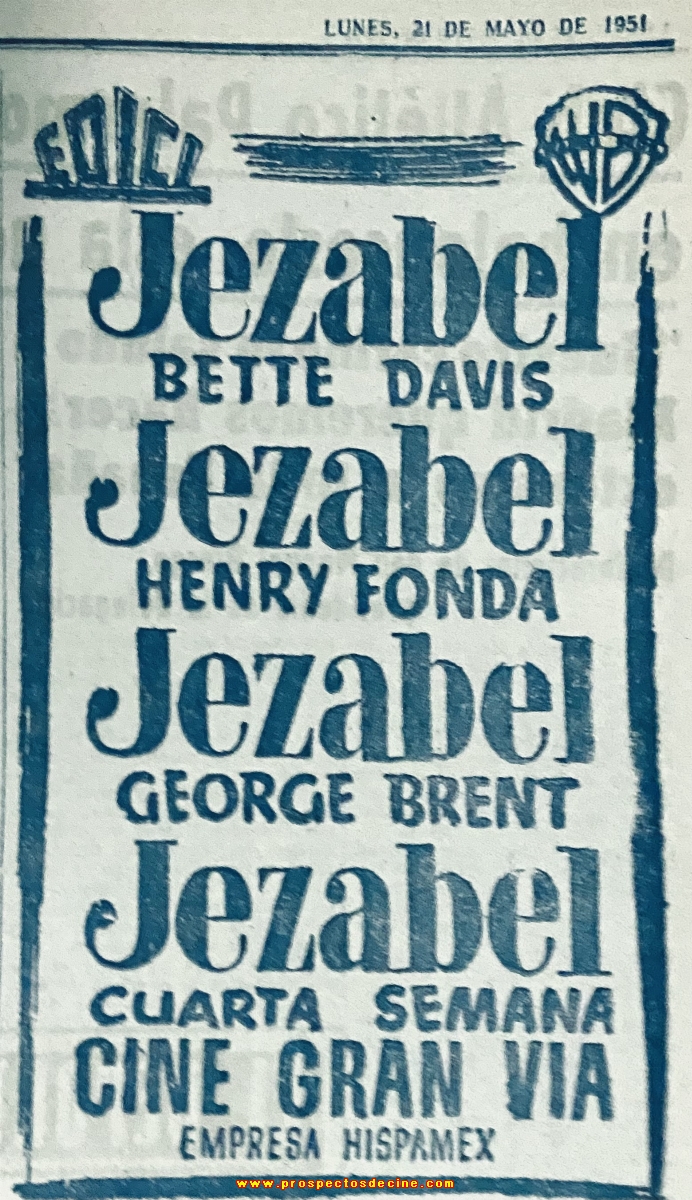 LUNES, 21 DE MAYO DE 1951
EDICI WB
Jezabel
BETTE DAVIS
Jezabel
HENRY FONDA
Jezabel
GEORGE BRENT
Jezabel
CUARTA SEMANA
CINE GRAN VIA
EMPRESA HISPAMEX
www.prospectosdecine.com